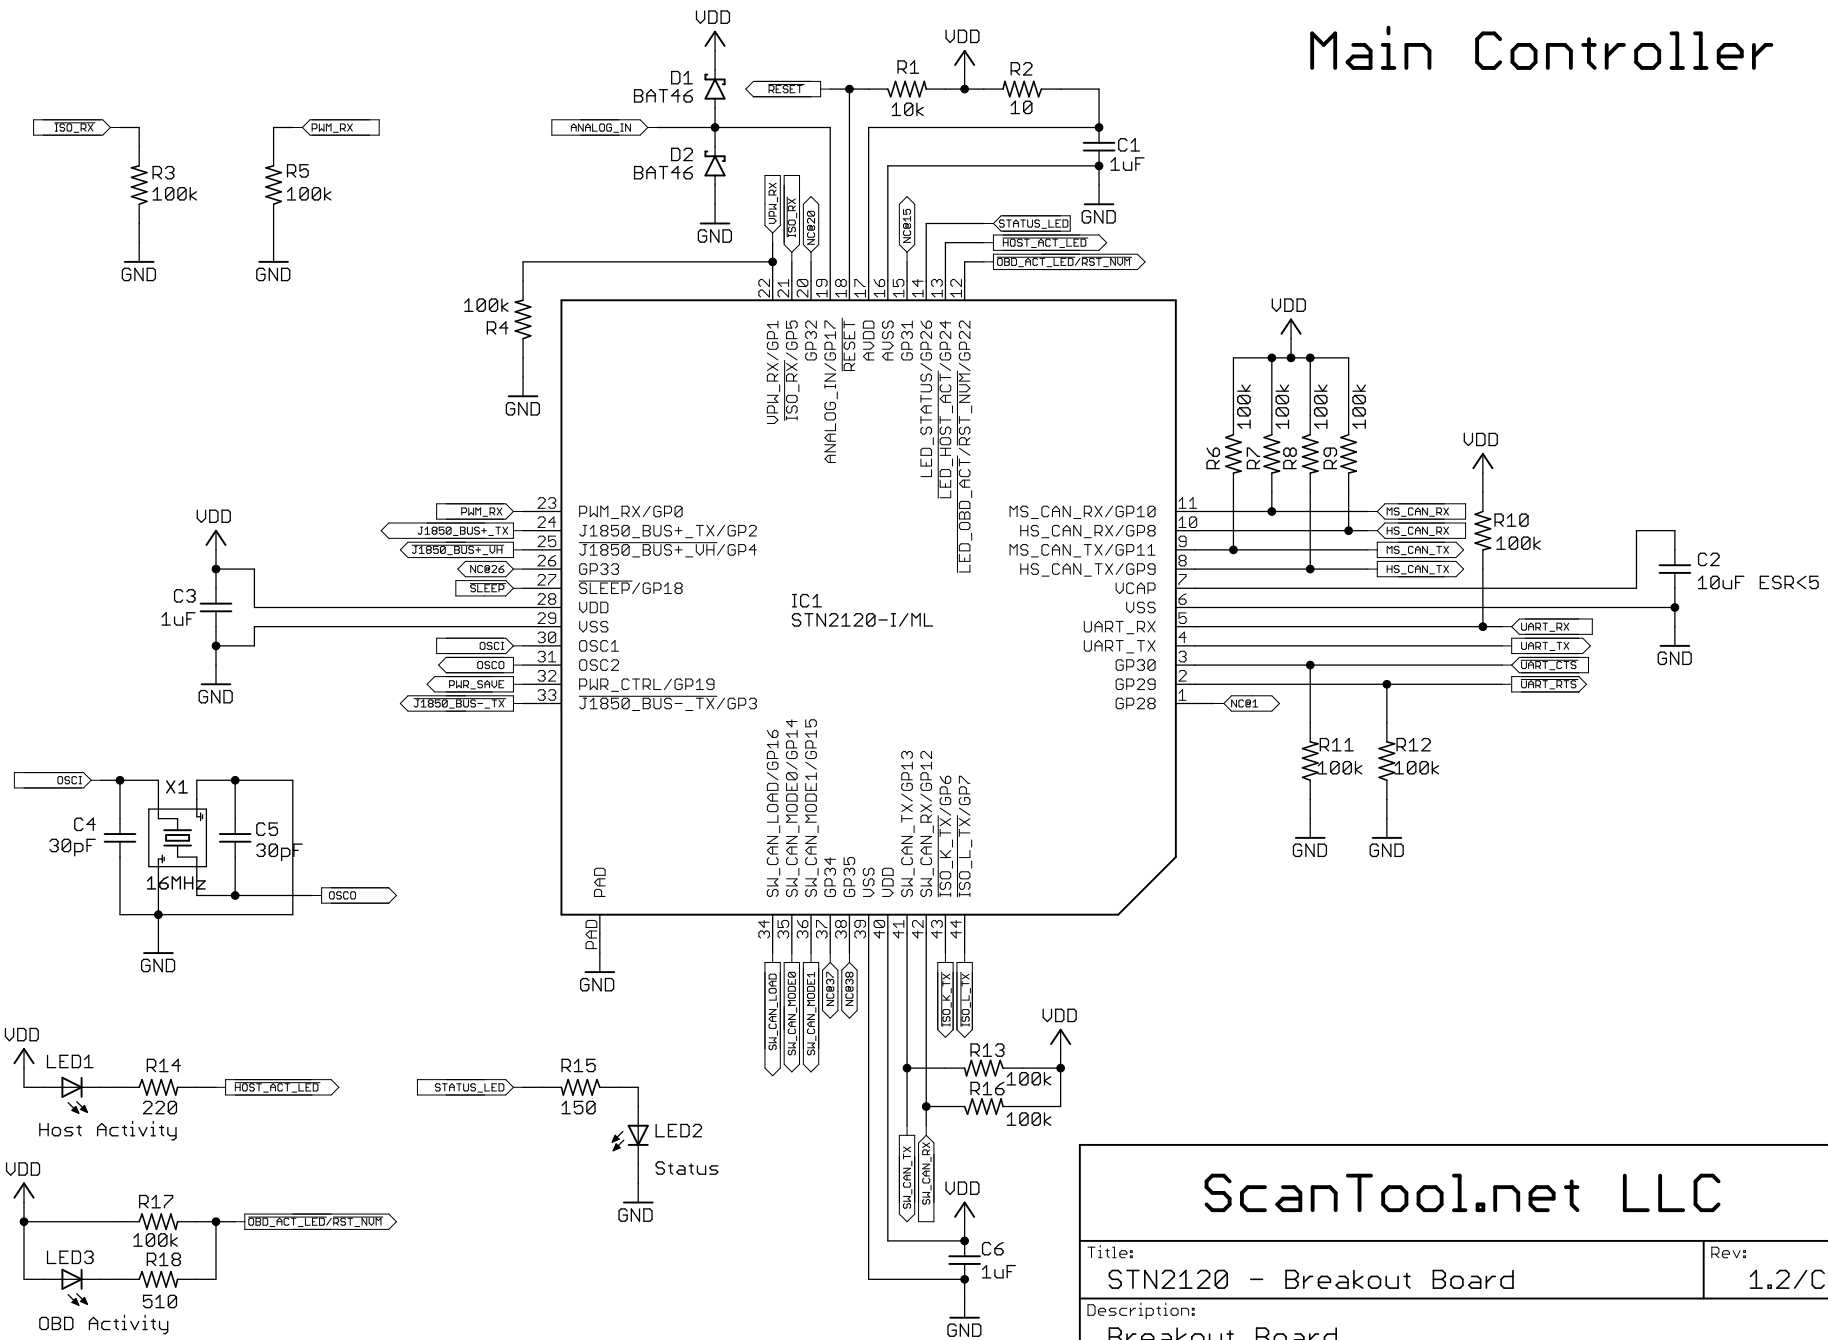 Main Controller
VDD
D1
BAT46
D2
BAT46
GND
ANALOG_IN
RESET
R1
10k
VDD
R2
10
C1
1uF
GND
ISO_RX
R3
100k
GND
PWM_RX
R5
100k
GND
VPW_RX
ISO_RX
NC@20
NC@15
STATUS_LED
HOST_ACT_LED
OBD_ACT_LED/RST_NVM
100k
R4
GND
22
21
20
19
18
17
16
15
14
13
12
VPW_RX/GP1
ISO_RX/GP5
GP32
ANALOG_IN/GP17
RESET
AVDD
AVSS
GP31
LED_STATUS/GP26
LED_HOST_ACT/GP24
LED_OBD_ACT/RST_NVM/GP22
VDD
100k
100k
100k
100k
R6
R7
R8
R9
VDD
R10
100k
PWM_RX 23 PWM_RX/GP0
J1850_BUS+_TX 24 J1850_BUS+_TX/GP2
J1850_BUS+_VH 25 J1850_BUS+_VH/GP4
NC@26 26 GP33
SLEEP 27 SLEEP/GP18
28 VDD
29 VSS
OSCI 30 OSC1
OSCO 31 OSC2
PWR_SAVE 32 PWR_CTRL/GP19
J1850_BUS-_TX 33 J1850_BUS-_TX/GP3
VDD
C3
1uF
GND
IC1
STN2120-I/ML
MS_CAN_RX/GP10 11 MS_CAN_RX
HS_CAN_RX/GP8 10 HS_CAN_RX
MS_CAN_TX/GP11 9 MS_CAN_TX
HS_CAN_TX/GP9 8 HS_CAN_TX
VCAP 7
VSS 6
UART_RX 5 UART_RX
UART_TX 4 UART_TX
GP30 3 UART_CTS
GP29 2 UART_RTS
GP28 1 NC@1
C2
10uF ESR<5
GND
R11
100k
GND
R12
100k
GND
OSCI
X1
C4
30pF
C5
30pF
16MHz
OSCO
GND
PAD
PAD
GND
SW_CAN_LOAD/GP16
SW_CAN_MODE0/GP14
SW_CAN_MODE1/GP15
GP34
GP35
VSS
VDD
SW_CAN_TX/GP13
SW_CAN_RX/GP12
ISO_K_TX/GP6
ISO_L_TX/GP7
34
35
36
37
38
39
40
41
42
43
44
SW_CAN_LOAD
SW_CAN_MODE0
SW_CAN_MODE1
NC@37
NC@38
ISO_K_TX
ISO_L_TX
VDD
R13
100k
R16
100k
SW_CAN_TX
SW_CAN_RX
VDD
C6
1uF
GND
VDD
LED1
R14
220
HOST_ACT_LED
Host Activity
STATUS_LED
R15
150
LED2
Status
GND
VDD
R17
100k
OBD_ACT_LED/RST_NVM
LED3
R18
510
OBD Activity
ScanTool.net LLC
Title:
STN2120 - Breakout Board
Rev:
1.2/C
Description:
Breakout Board